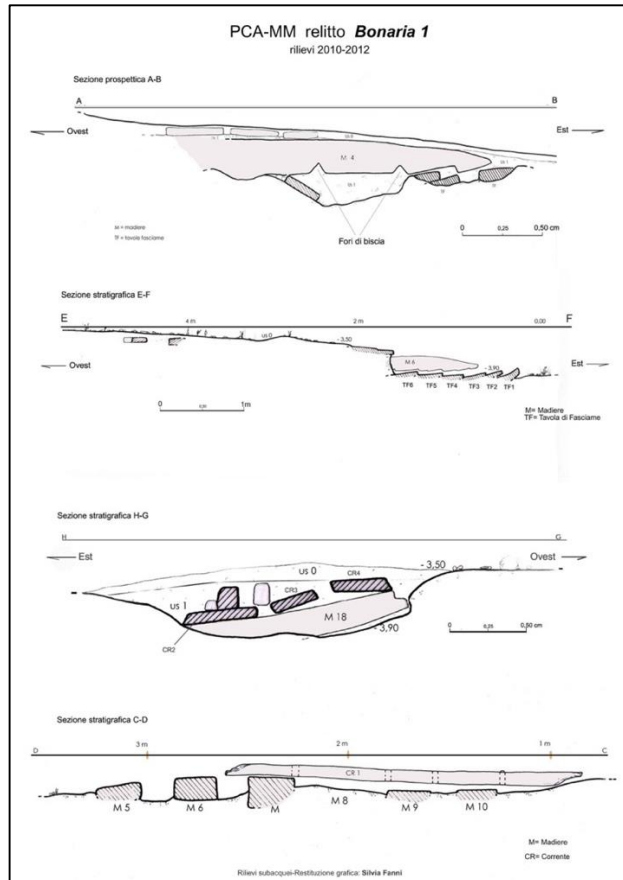 PCA-MM relitto Bonaria 1
rilievi 2010-2012
Sezione prospettica A-B
A B
Ovest Est
M 4
Fori di biscia
TF = tavola fasciame
0 0,25 0,50 cm
Sezione stratigrafica E-F
E 4 m 2 m 0.00 F
US 0 - 3,50
Ovest M 6 - 3,90 Est
TF6 TF5 TF4 TF3 TF2 TF1
0 1m
M= Madiere
TF= Tavola di Fasciame
Sezione stratigrafica H-G
H G
Est Ovest
US 0 CR4 - 3,50
US 1 CR3
M 18
CR2 - 3,90
0 0,25 0,50 cm
Sezione stratigrafica C-D
D 3 m 2 m 1 m C
CR 1
M 5 M 6 M M 8 M 9 M 10
M= Madiere
CR= Corrente
Rilievi subacquei-Restituzione grafica: Silvia Fanni